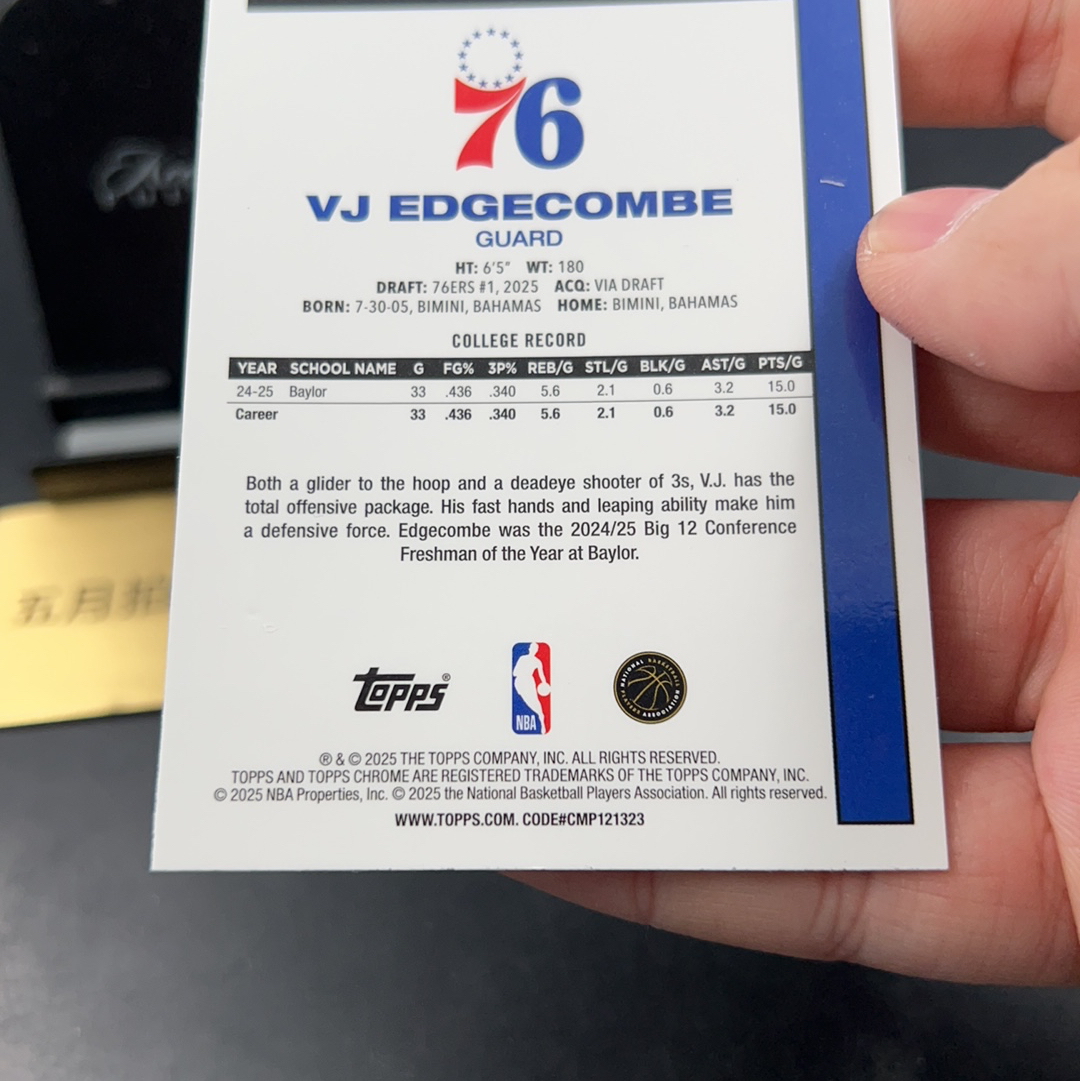 76
VJ EDGECOMBE
GUARD
HT: 6'5" WT: 180
DRAFT: 76ERS #1, 2025 ACQ: VIA DRAFT
BORN: 7-30-05, BIMINI, BAHAMAS HOME: BIMINI, BAHAMAS
COLLEGE RECORD
YEAR SCHOOL NAME G FG% 3P% REB/G STL/G BLK/G AST/G PTS/G
24-25 Baylor 33 .436 .340 5.6 2.1 0.6 3.2 15.0
Career 33 .436 .340 5.6 2.1 0.6 3.2 15.0
Both a glider to the hoop and a deadeye shooter of 3s, V.J. has the
total offensive package. His fast hands and leaping ability make him
a defensive force. Edgecombe was the 2024/25 Big 12 Conference
Freshman of the Year at Baylor.
五月拍
topps®
NBA
NATIONAL BASKETBALL
PLAYERS ASSOCIATION
® & © 2025 THE TOPPS COMPANY, INC. ALL RIGHTS RESERVED.
TOPPS AND TOPPS CHROME ARE REGISTERED TRADEMARKS OF THE TOPPS COMPANY, INC.
© 2025 NBA Properties, Inc. © 2025 the National Basketball Players Association. All rights reserved.
WWW.TOPPS.COM. CODE#CMP121323